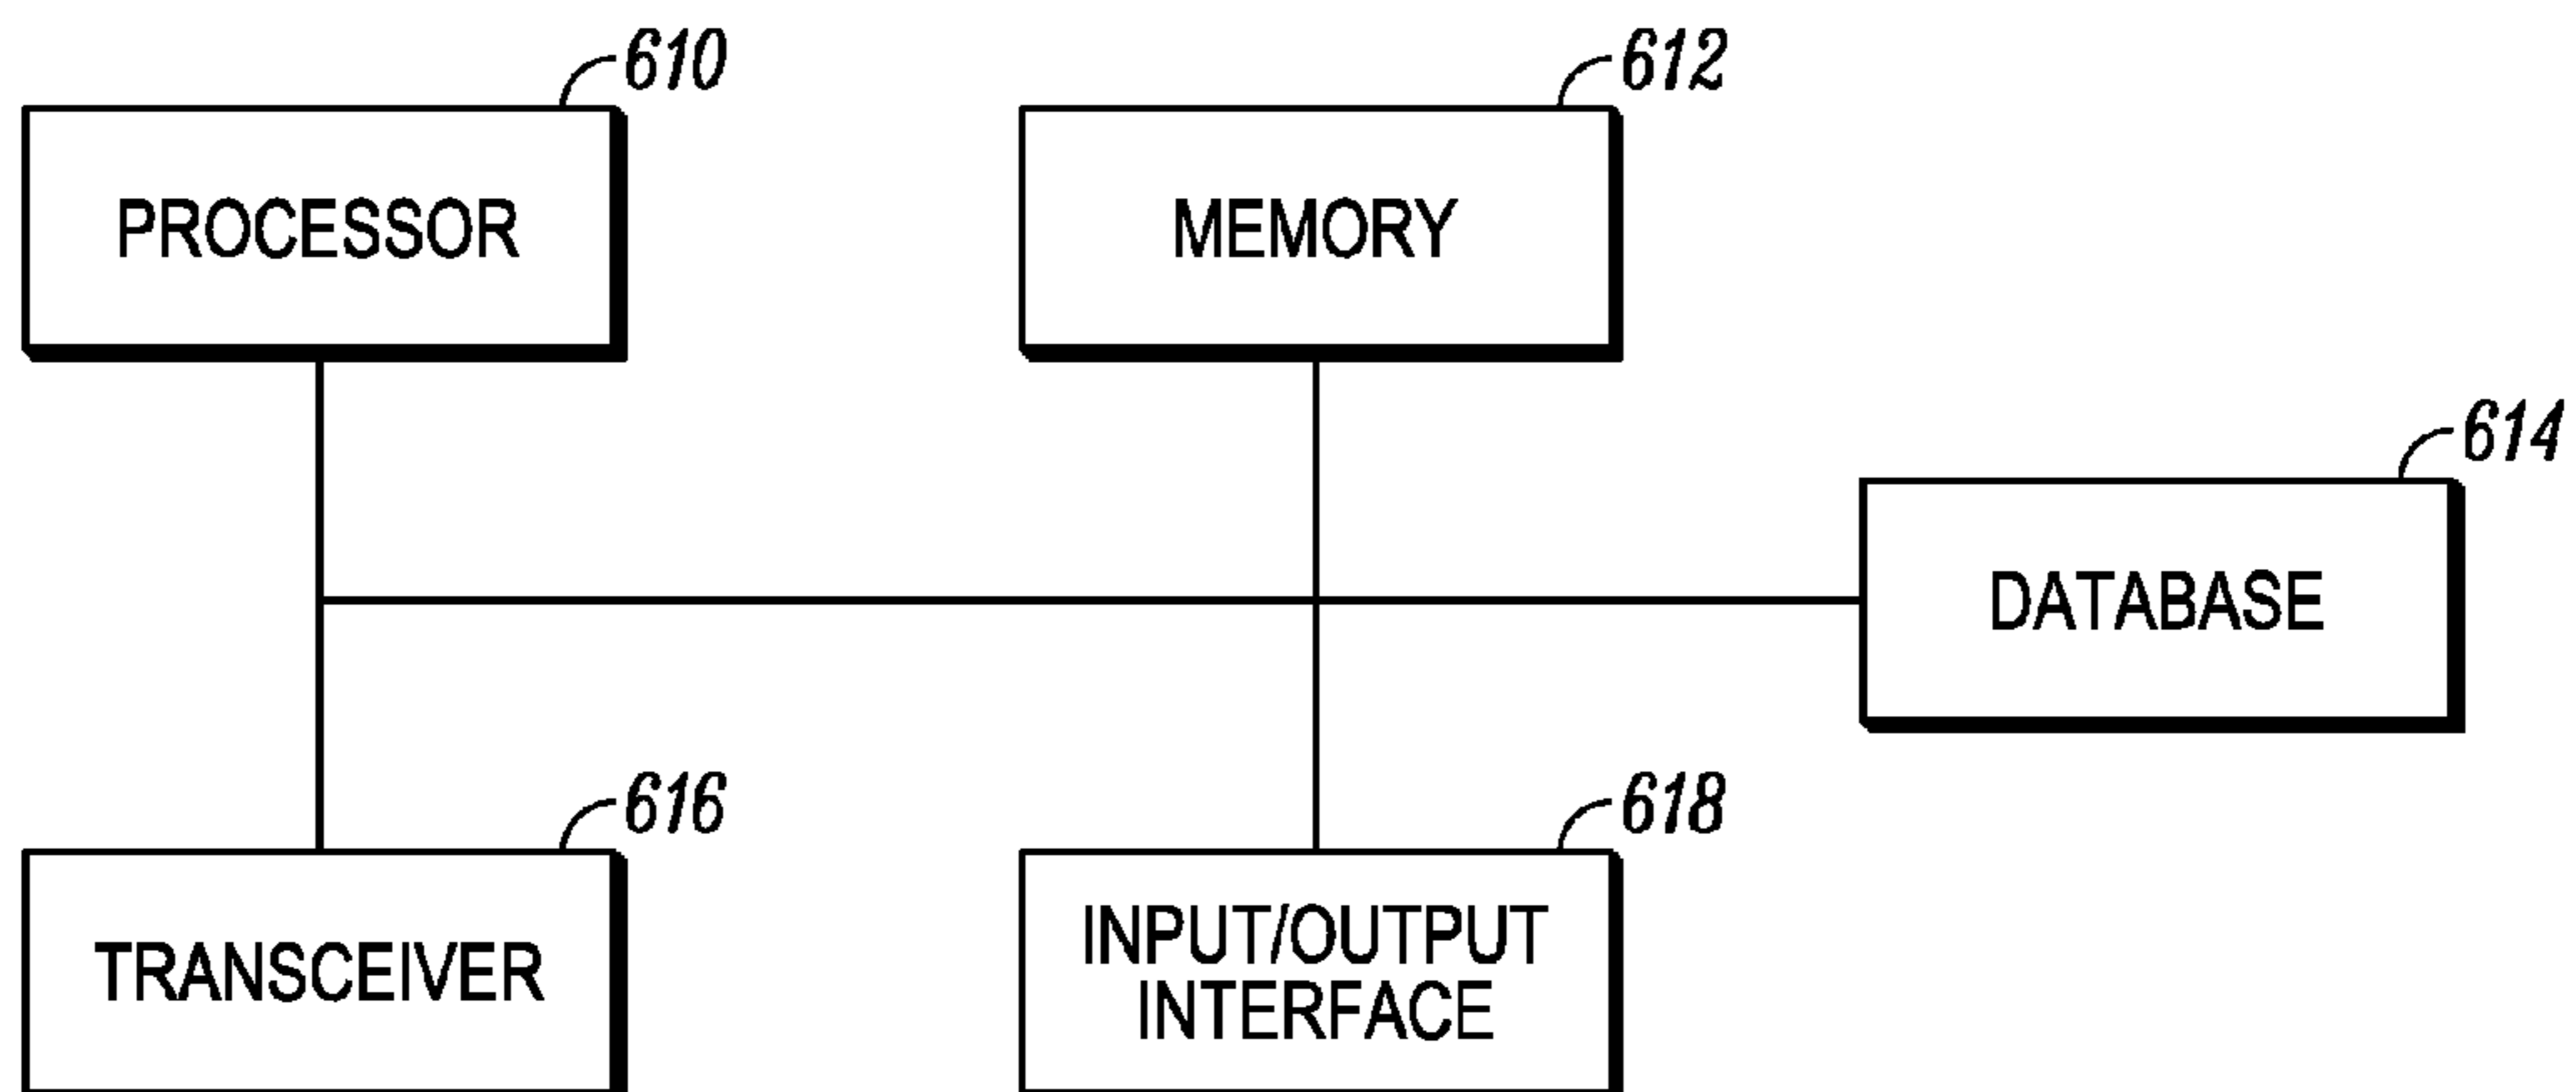 610
PROCESSOR
612
MEMORY
614
DATABASE
616
TRANSCEIVER
618
INPUT/OUTPUT
INTERFACE